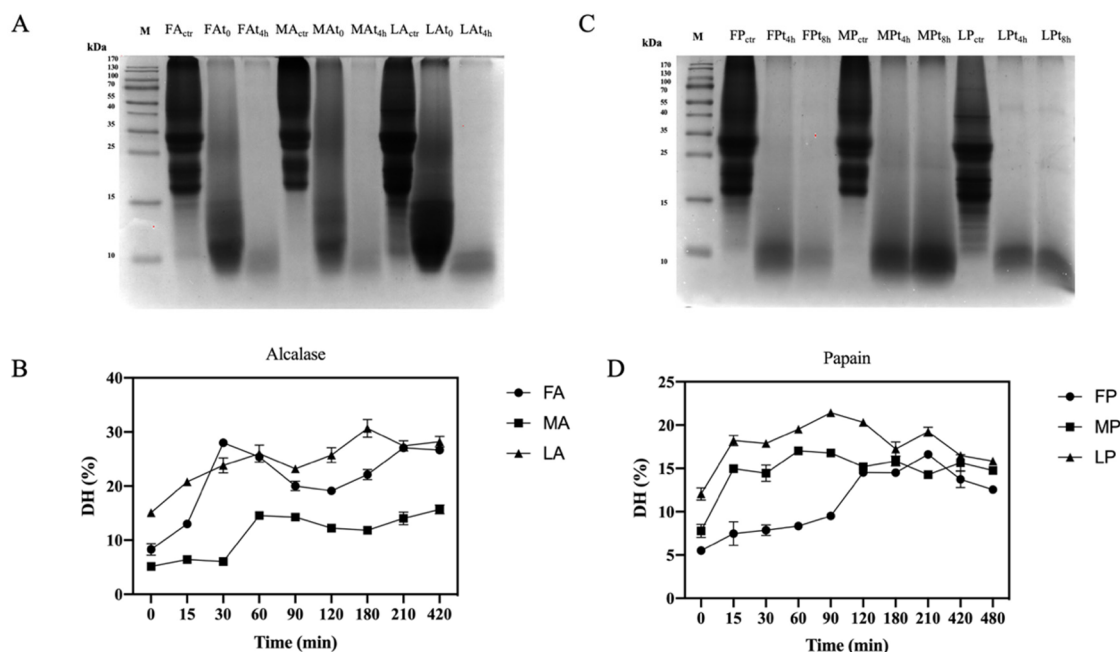 A
M FActr FAt0 FAt4h MActr MAt0 MAt4h LActr LAt0 LAt4h
kDa
170
130
100
70
55
40
35
25
15
10
C
M FPctr FPt4h FPt8h MPctr MPt4h MPt8h LPctr LPt4h LPt8h
kDa
170
130
100
70
55
40
35
25
15
10
B
Alcalase
40
30
20
10
0
DH (%)
0 15 30 60 90 120 180 210 420
Time (min)
FA
MA
LA
D
Papain
25
20
15
10
5
0
DH (%)
0 15 30 60 90 120 180 210 420 480
Time (min)
FP
MP
LP